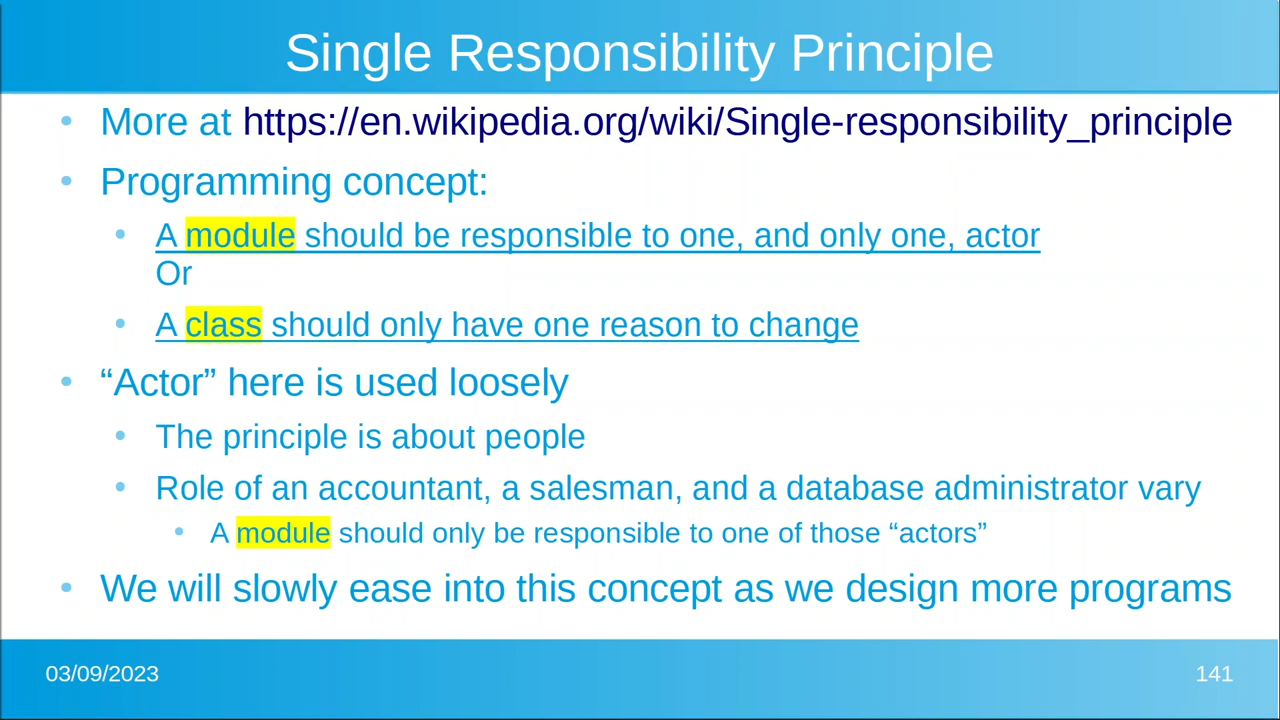 Single Responsibility Principle
• More at https://en.wikipedia.org/wiki/Single-responsibility_principle
• Programming concept:
• A module should be responsible to one, and only one, actor
Or
• A class should only have one reason to change
• “Actor” here is used loosely
• The principle is about people
• Role of an accountant, a salesman, and a database administrator vary
• A module should only be responsible to one of those “actors”
• We will slowly ease into this concept as we design more programs
03/09/2023
141